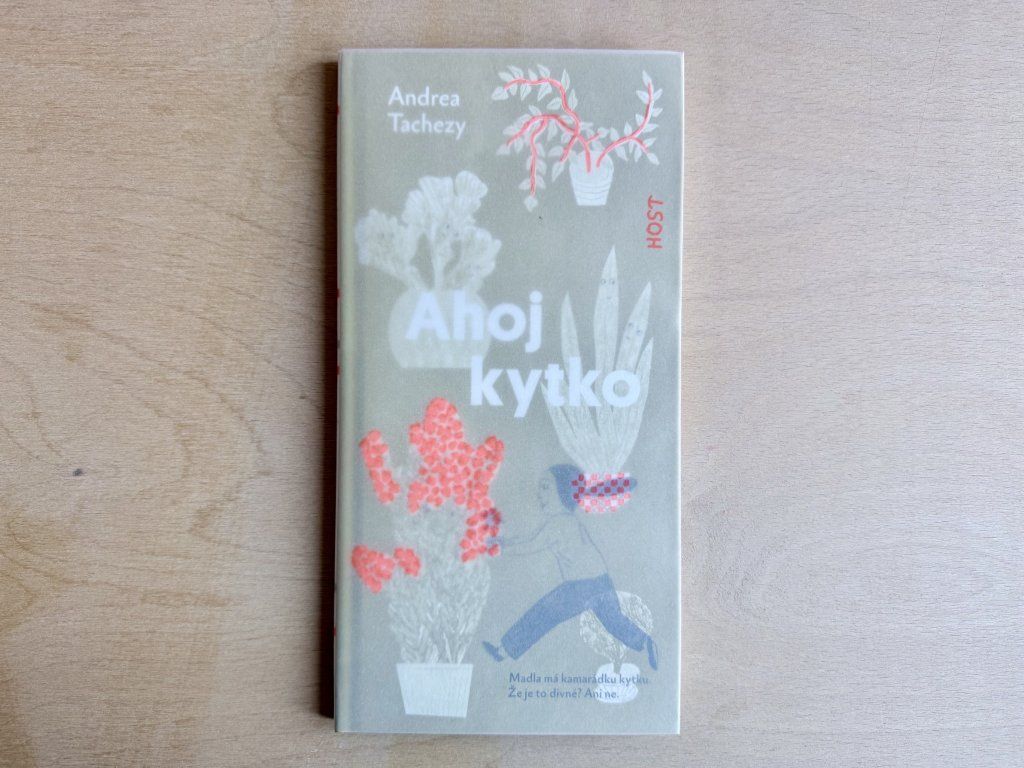 Andrea
Tachezy
HOST
Ahoj
kytko
Madla má kamarádku kytku.
Že je to divné? Ani ne.